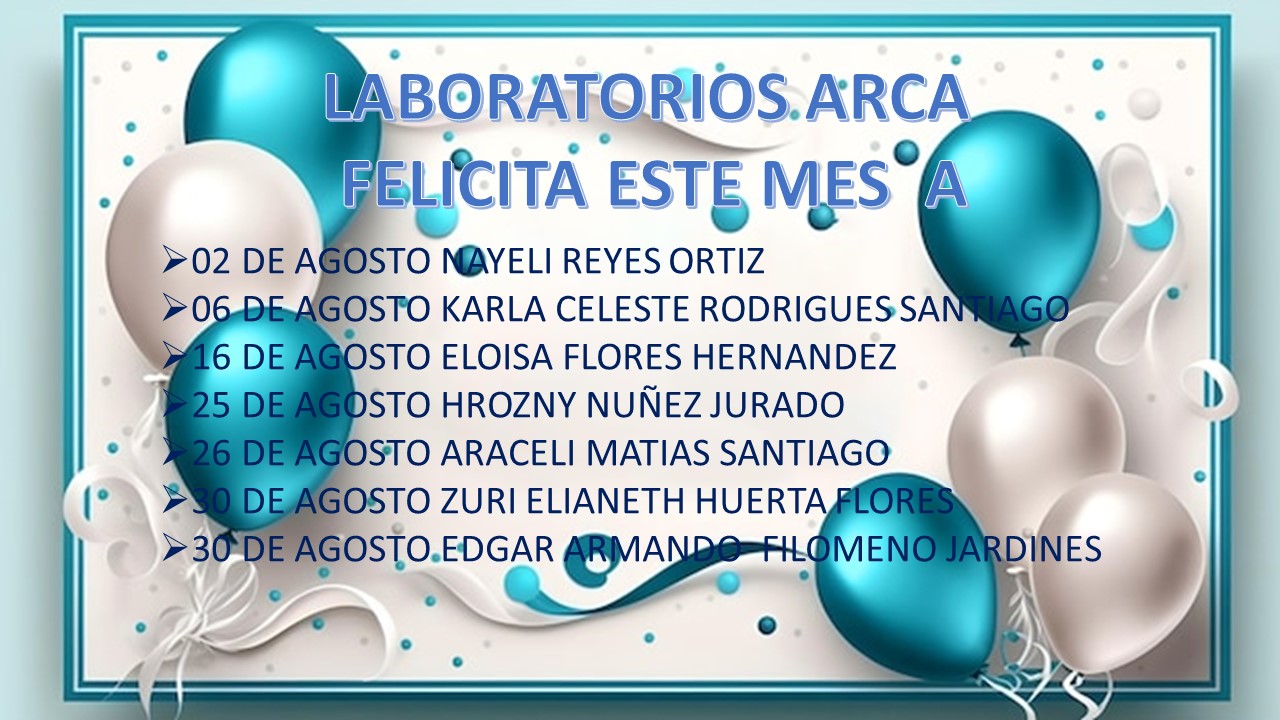 LABORATORIOS ARCA
FELICITA ESTE MES A
➢02 DE AGOSTO NAYELI REYES ORTIZ
➢06 DE AGOSTO KARLA CELESTE RODRIGUES SANTIAGO
➢16 DE AGOSTO ELOISA FLORES HERNANDEZ
➢25 DE AGOSTO HROZNY NUÑEZ JURADO
➢26 DE AGOSTO ARACELI MATIAS SANTIAGO
➢30 DE AGOSTO ZURI ELIANETH HUERTA FLORES
➢30 DE AGOSTO EDGAR ARMANDO FILOMENO JARDINES